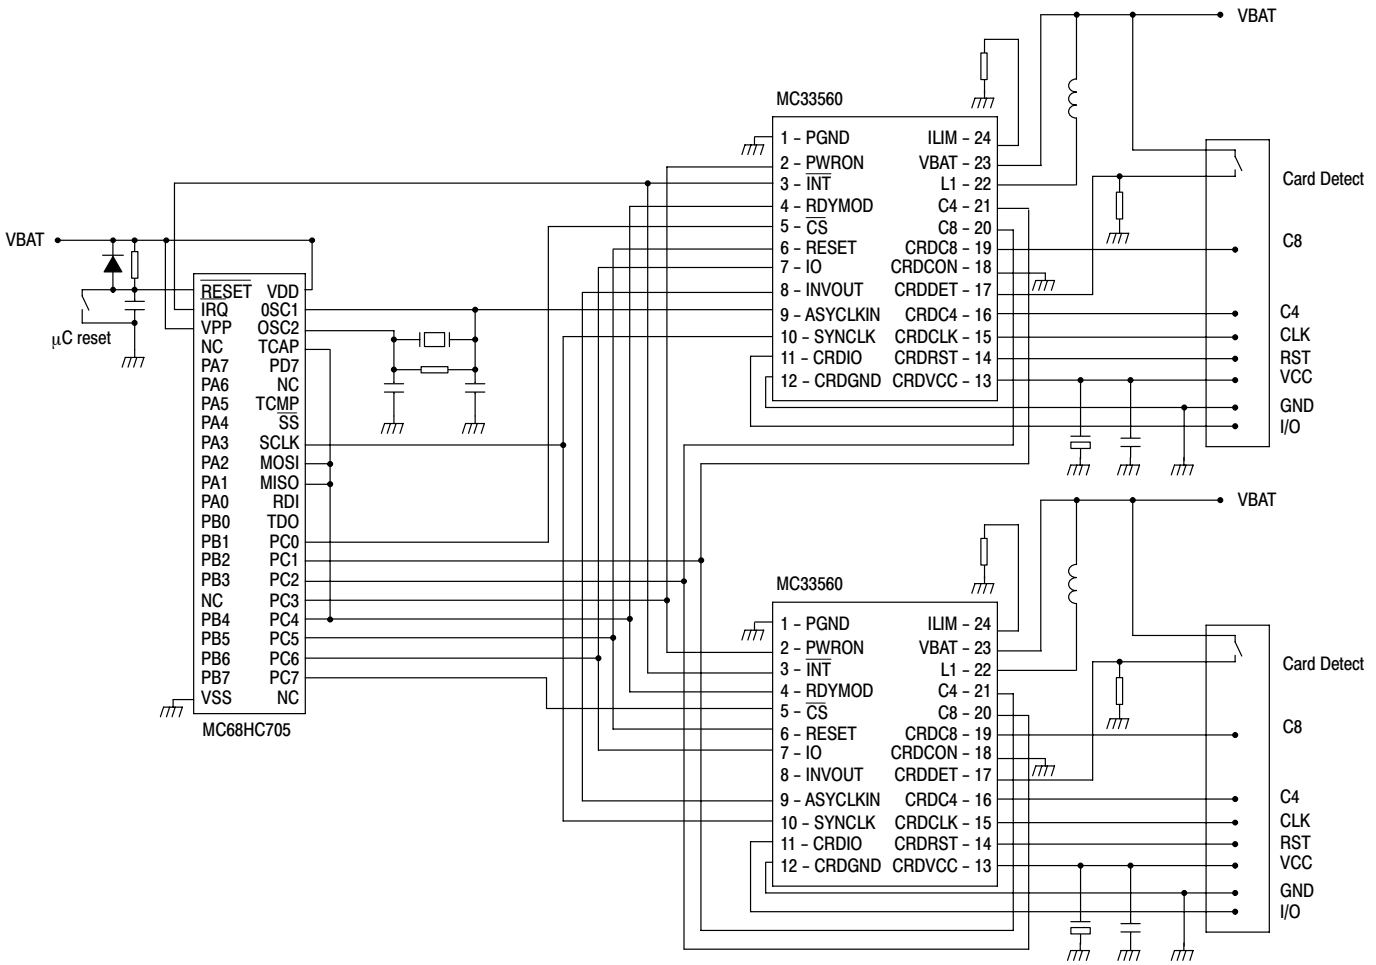 VBAT
MC33560
1 – PGND ILIM – 24
2 – PWRON VBAT – 23
3 – INT L1 – 22
4 – RDYMOD C4 – 21
5 – CS C8 – 20
6 – RESET CRDC8 – 19
7 – IO CRDCON – 18
8 – INVOUT CRDDET – 17
9 – ASYCLKIN CRDC4 – 16
10 – SYNCLK CRDCLK – 15
11 – CRDIO CRDRST – 14
12 – CRDGND CRDVCC – 13
Card Detect
C8
C4
CLK
RST
VCC
GND
I/O
VBAT
μC reset
RESET VDD
IRQ 0SC1
VPP OSC2
NC TCAP
PA7 PD7
PA6 NC
PA5 TCMP
PA4 SS
PA3 SCLK
PA2 MOSI
PA1 MISO
PA0 RDI
PB0 TDO
PB1 PC0
PB2 PC1
PB3 PC2
NC PC3
PB4 PC4
PB5 PC5
PB6 PC6
PB7 PC7
VSS NC
MC68HC705
VBAT
MC33560
1 – PGND ILIM – 24
2 – PWRON VBAT – 23
3 – INT L1 – 22
4 – RDYMOD C4 – 21
5 – CS C8 – 20
6 – RESET CRDC8 – 19
7 – IO CRDCON – 18
8 – INVOUT CRDDET – 17
9 – ASYCLKIN CRDC4 – 16
10 – SYNCLK CRDCLK – 15
11 – CRDIO CRDRST – 14
12 – CRDGND CRDVCC – 13
Card Detect
C8
C4
CLK
RST
VCC
GND
I/O